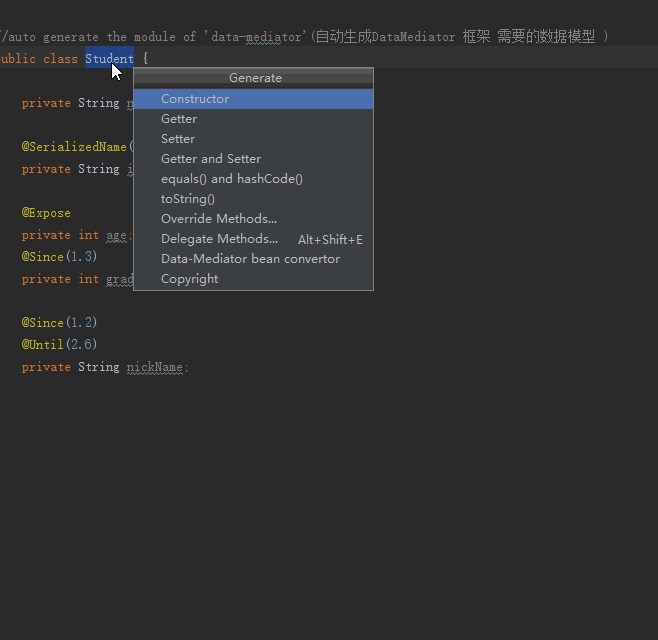 //auto generate the module of 'data-mediator'(自动生成DataMediator 框架 需要的数据模型 )
public class Student {
Generate
Constructor
private String n
Getter
Setter
@SerializedName(
Getter and Setter
private String i
equals() and hashCode()
toString()
@Expose
Override Methods...
private int age;
Delegate Methods... Alt+Shift+E
@Since(1.3)
Data-Mediator bean convertor
private int grad
Copyright
@Since(1.2)
@Until(2.6)
private String nickName;